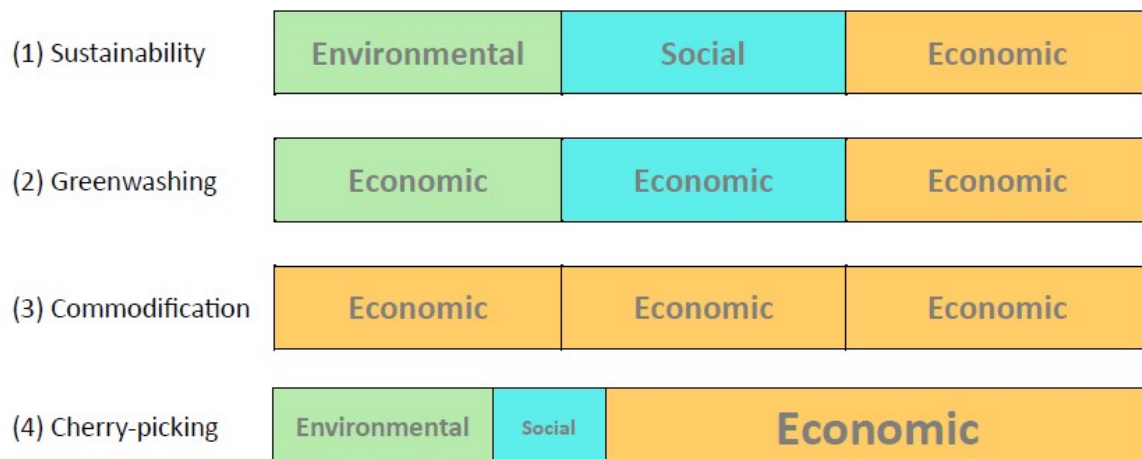 (1) Sustainability Environmental Social Economic
(2) Greenwashing Economic Economic Economic
(3) Commodification Economic Economic Economic
(4) Cherry-picking Environmental Social Economic